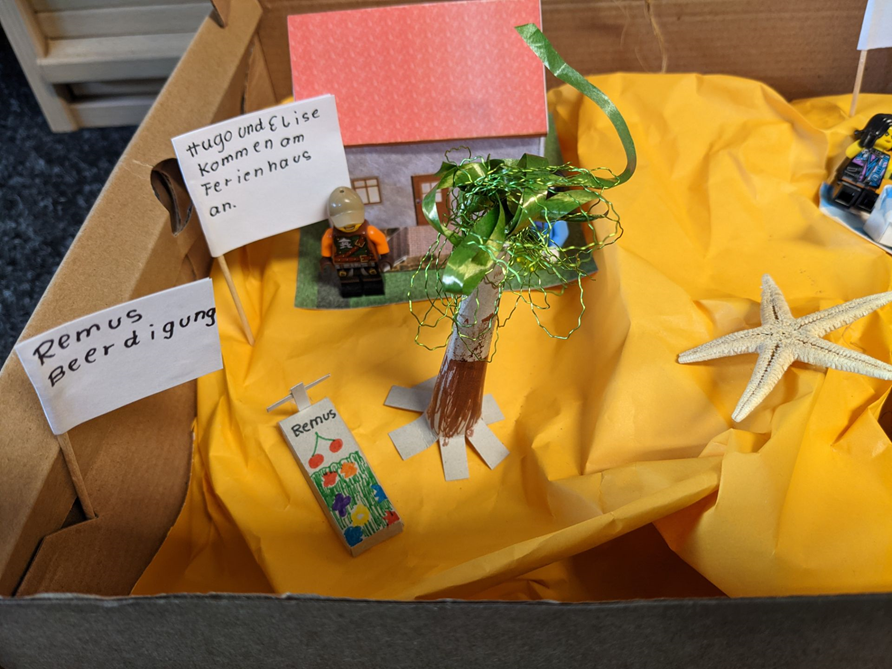 Hugo und Elise
kommen am
Ferienhaus
an.
Remus
Beerdigung
Remus